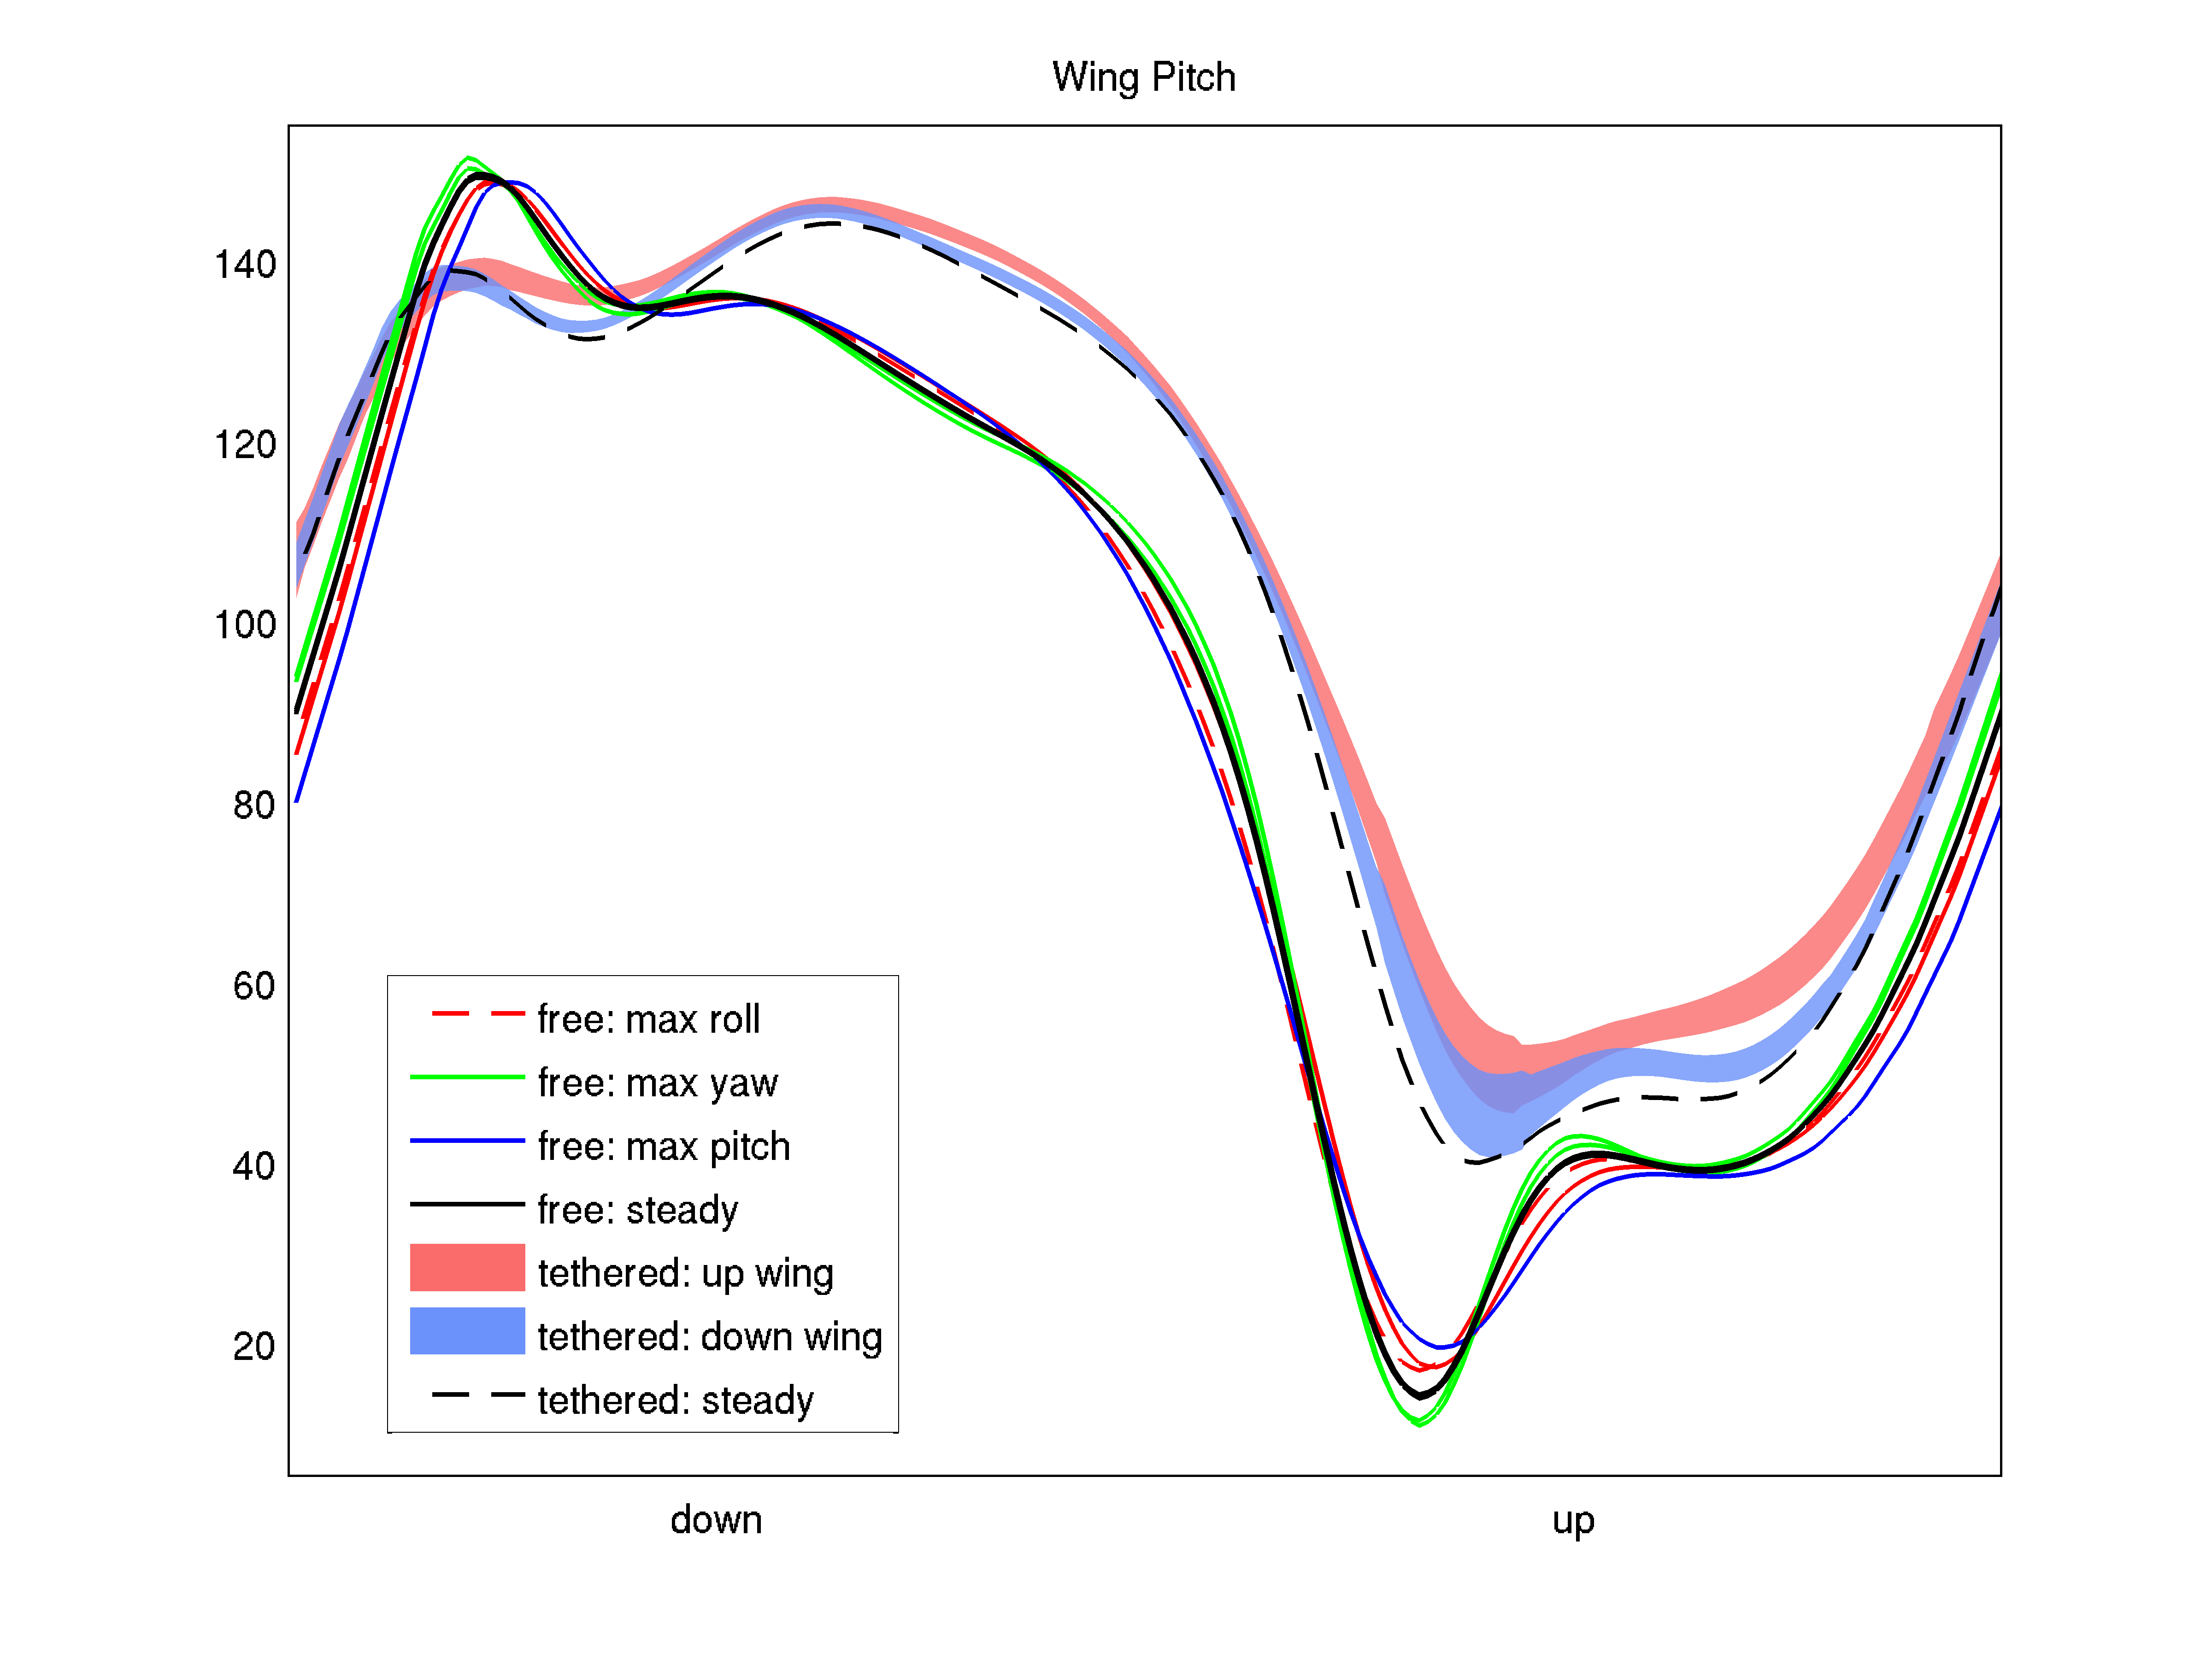 Wing Pitch
140
120
100
80
60
40
20
free: max roll
free: max yaw
free: max pitch
free: steady
tethered: up wing
tethered: down wing
tethered: steady
down up